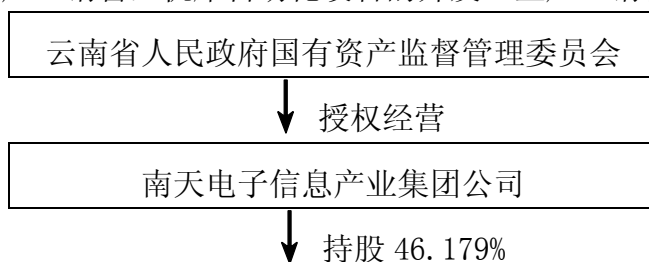 云南省人民政府国有资产监督管理委员会
授权经营
南天电子信息产业集团公司
持股 46.179%